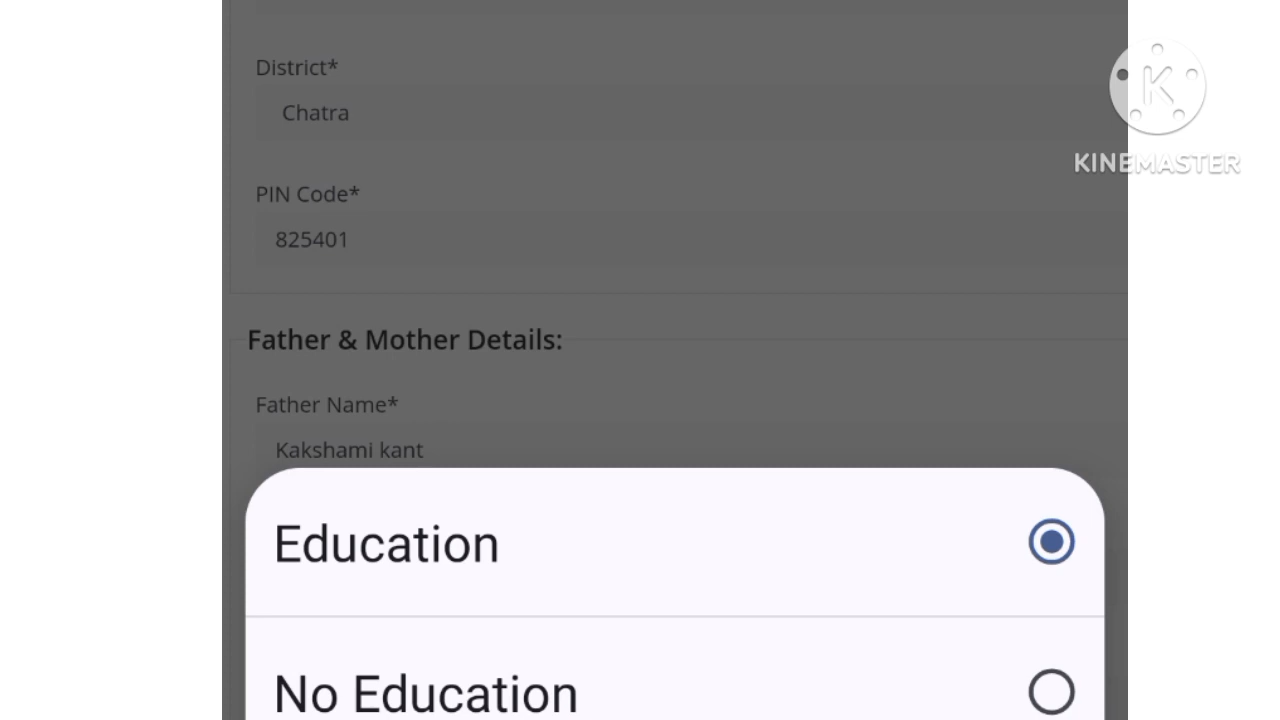 District*
Chatra
PIN Code*
825401
KINEMASTER
Father & Mother Details:
Father Name*
Kakshami kant
Education
No Education